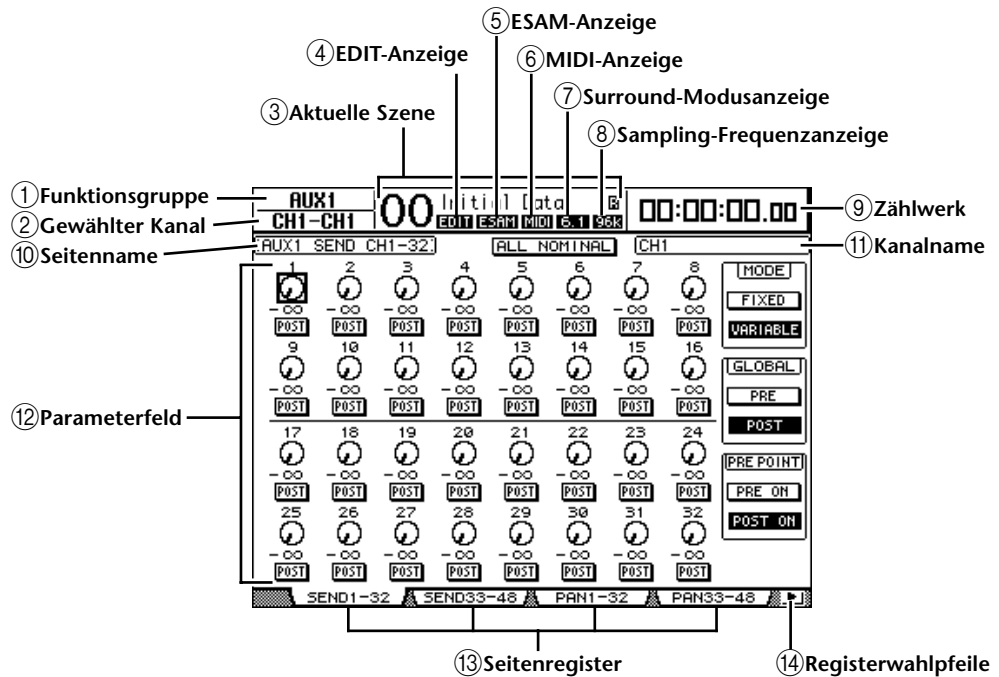 ⑤ESAM-Anzeige
④EDIT-Anzeige
⑥MIDI-Anzeige
⑦Surround-Modusanzeige
③Aktuelle Szene
⑧Sampling-Frequenzanzeige
①Funktionsgruppe
AUX1
00
Initial Data
R
②Gewählter Kanal
CH1-CH1
EDIT ESAM MIDI 6.1 96k
00:00:00.00
⑨Zählwerk
⑩Seitenname
AUX1 SEND CH1-32
ALL NOMINAL
CH1
⑪Kanalname
1 2 3 4 5 6 7 8
-∞ -∞ -∞ -∞ -∞ -∞ -∞ -∞
POST POST POST POST POST POST POST POST
9 10 11 12 13 14 15 16
-∞ -∞ -∞ -∞ -∞ -∞ -∞ -∞
POST POST POST POST POST POST POST POST
17 18 19 20 21 22 23 24
-∞ -∞ -∞ -∞ -∞ -∞ -∞ -∞
POST POST POST POST POST POST POST POST
25 26 27 28 29 30 31 32
-∞ -∞ -∞ -∞ -∞ -∞ -∞ -∞
POST POST POST POST POST POST POST POST
MODE
FIXED
VARIABLE
GLOBAL
PRE
POST
PRE POINT
PRE ON
POST ON
⑫Parameterfeld
SEND1-32 SEND33-48 PAN1-32 PAN33-48
⑬Seitenregister
⑭Registerwahlpfeile